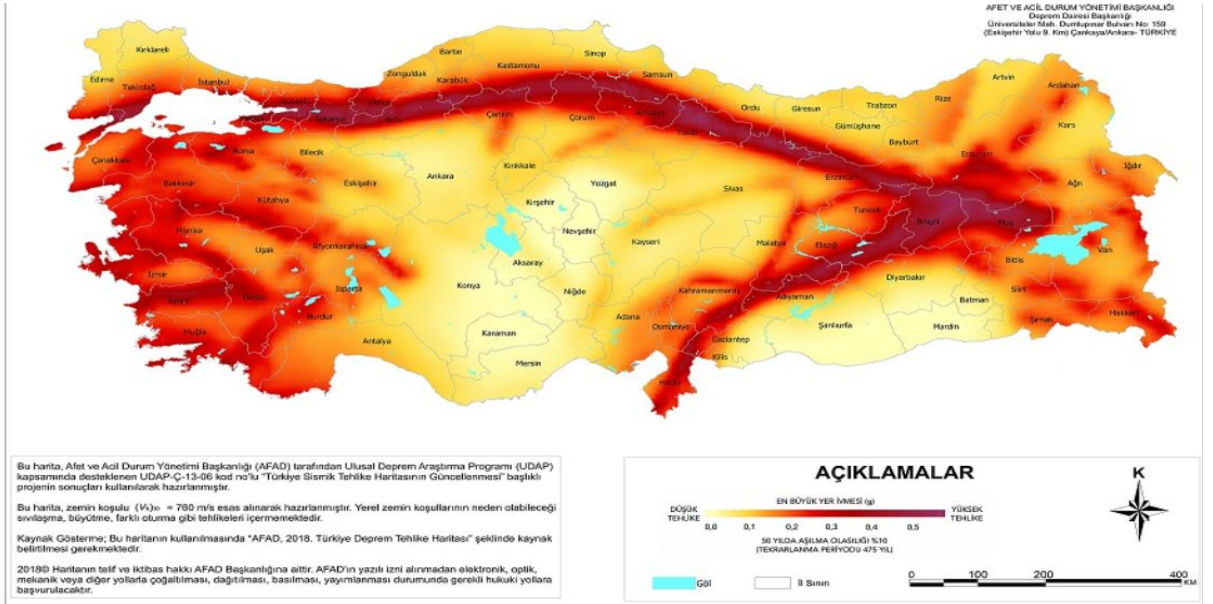 AFET VE ACİL DURUM YÖNETİMİ BAŞKANLIĞI
Deprem Dairesi Başkanlığı
Üniversiteler Mah. Dumlupınar Bulvarı No: 159
(Eskişehir Yolu 9. Km) Çankaya/Ankara- TÜRKİYE
Kırklareli
Edirne
Tekirdağ
İstanbul
Zonguldak
Bartın
Karabük
Kastamonu
Sinop
Samsun
Ordu
Giresun
Trabzon
Rize
Artvin
Ardahan
Kars
Gümüşhane
Bayburt
Erzurum
Iğdır
Ağrı
Çanakkale
Balıkesir
Bursa
Bilecik
Sakarya
Bolu
Çankırı
Çorum
Amasya
Tokat
Eskişehir
Ankara
Kırıkkale
Yozgat
Sivas
Erzincan
Tunceli
Bingöl
Muş
Kütahya
Manisa
Uşak
Afyonkarahisar
Kırşehir
Nevşehir
Kayseri
Malatya
Elazığ
Bitlis
Van
İzmir
Aydın
Denizli
Isparta
Burdur
Konya
Aksaray
Niğde
Kahramanmaraş
Adıyaman
Diyarbakır
Batman
Siirt
Şırnak
Hakkari
Muğla
Antalya
Karaman
Mersin
Adana
Osmaniye
Gaziantep
Kilis
Şanlıurfa
Mardin
Hatay
Bu harita, Afet ve Acil Durum Yönetimi Başkanlığı (AFAD) tarafından Ulusal Deprem Araştırma Programı (UDAP)
kapsamında desteklenen UDAP-Ç-13-06 kod no'lu "Türkiye Sismik Tehlike Haritasının Güncellenmesi" başlıklı
projenin sonuçları kullanılarak hazırlanmıştır.
Bu harita, zemin koşulu (Vs)30 = 760 m/s esas alınarak hazırlanmıştır. Yerel zemin koşullarının neden olabileceği
sıvılaşma, büyütme, farklı oturma gibi tehlikeleri içermemektedir.
Kaynak Gösterme; Bu haritanın kullanılmasında "AFAD, 2018. Türkiye Deprem Tehlike Haritası" şeklinde kaynak
belirtilmesi gerekmektedir.
2018© Haritanın telif ve iktibas hakkı AFAD Başkanlığına aittir. AFAD'ın yazılı izni alınmadan elektronik, optik,
mekanik veya diğer yollarla çoğaltılması, dağıtılması, basılması, yayımlanması durumunda gerekli hukuki yollara
başvurulacaktır.
AÇIKLAMALAR
EN BÜYÜK YER İVMESİ (g)
DÜŞÜK TEHLİKE
YÜKSEK TEHLİKE
0,0 0,1 0,2 0,3 0,4 0,5
50 YILDA AŞILMA OLASILIĞI %10
(TEKRARLANMA PERİYODU 475 YIL)
Göl
İl Sınırı
K
0 100 200 400
KM